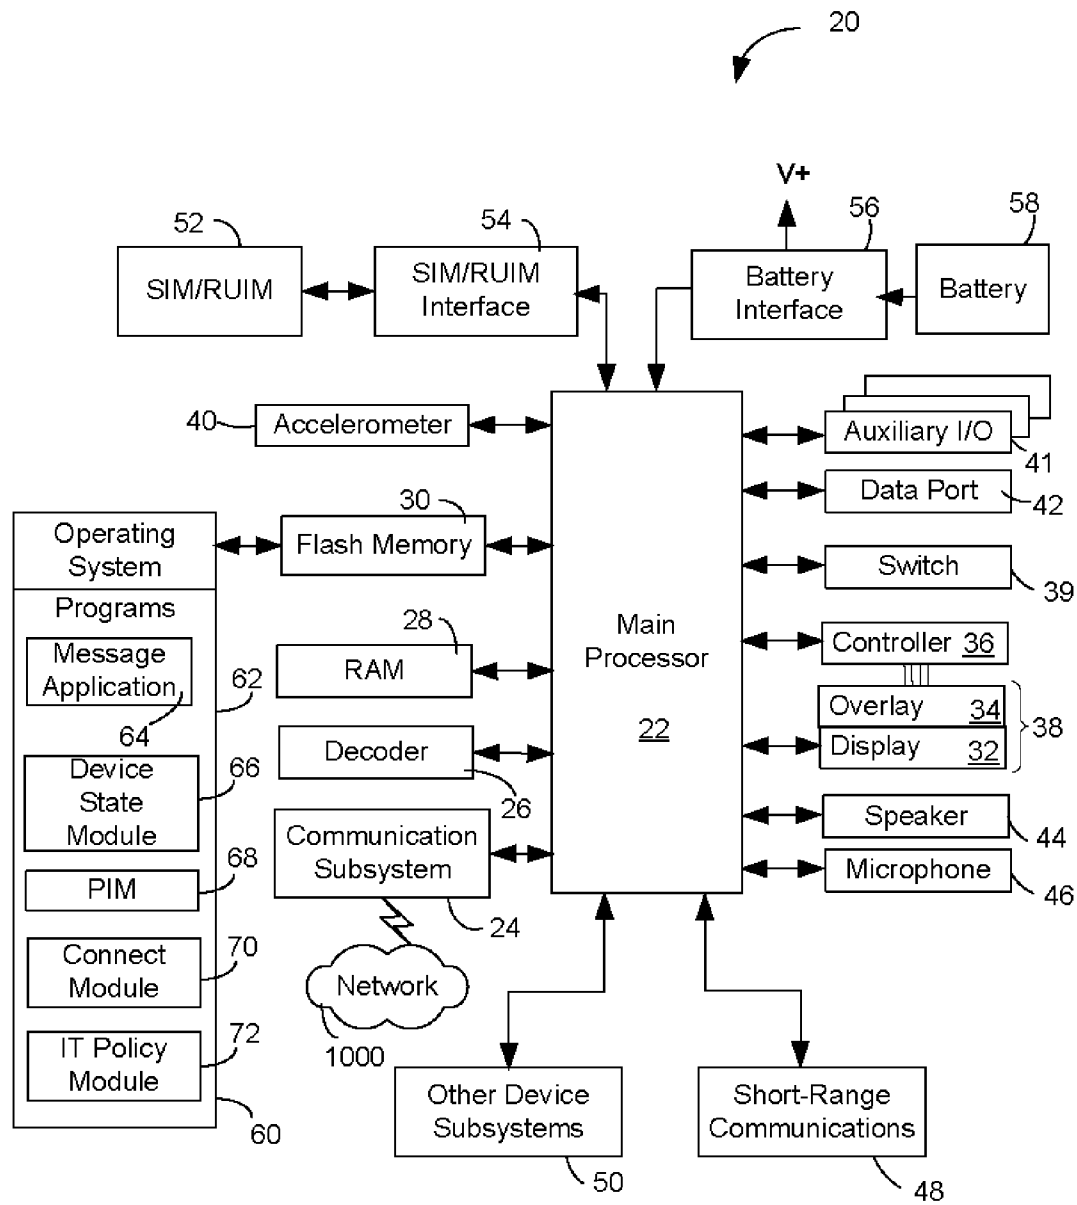 20
V+
52
54
56
58
SIM/RUIM
SIM/RUIM
Interface
Battery
Interface
Battery
40
Accelerometer
Auxiliary I/O
41
30
Data Port
42
Operating
System
Flash Memory
Switch
39
Programs
28
Main
Processor
22
Controller 36
Message
Application
64
62
RAM
Overlay 34
38
Display 32
Decoder
26
Device
State
Module
66
Communication
Subsystem
24
Speaker
44
PIM
68
Microphone
46
Connect
Module
70
Network
1000
IT Policy
Module
72
60
Other Device
Subsystems
50
Short-Range
Communications
48